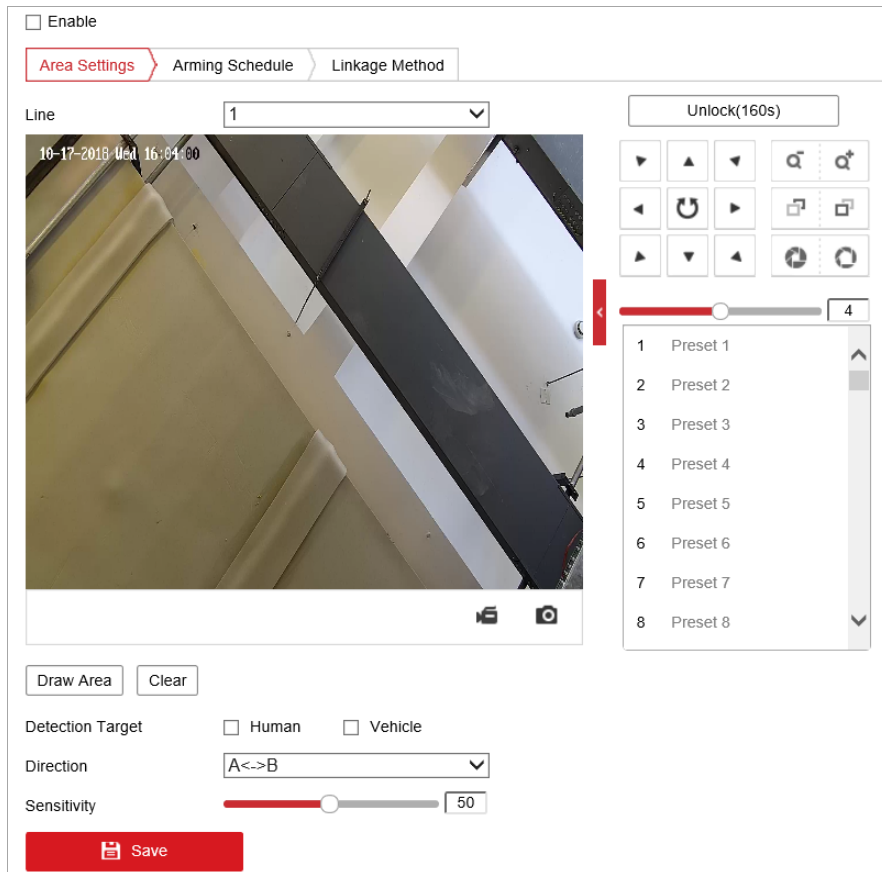 Enable
Area Settings Arming Schedule Linkage Method
Line 1
Unlock(160s)
10-17-2018 Wed 16:04:00
4
1 Preset 1
2 Preset 2
3 Preset 3
4 Preset 4
5 Preset 5
6 Preset 6
7 Preset 7
8 Preset 8
Draw Area Clear
Detection Target Human Vehicle
Direction A<->B
Sensitivity 50
Save